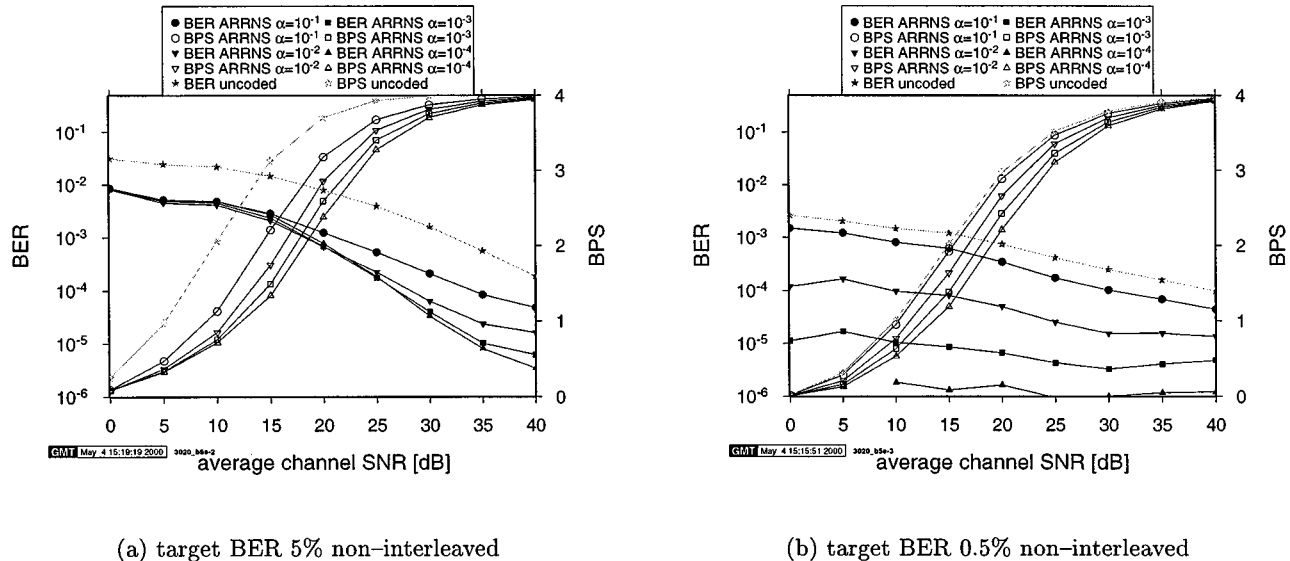 BER ARRNS α=10-1 BER ARRNS α=10-3
BPS ARRNS α=10-1 BPS ARRNS α=10-3
BER ARRNS α=10-2 BER ARRNS α=10-4
BPS ARRNS α=10-2 BPS ARRNS α=10-4
BER uncoded BPS uncoded
10-1
10-2
10-3
10-4
10-5
10-6
BER
4
3
2
1
0
BPS
0 5 10 15 20 25 30 35 40
GMT May 4 15:19:19 2000 3020_b5e-2
average channel SNR [dB]
(a) target BER 5% non–interleaved
BER ARRNS α=10-1 BER ARRNS α=10-3
BPS ARRNS α=10-1 BPS ARRNS α=10-3
BER ARRNS α=10-2 BER ARRNS α=10-4
BPS ARRNS α=10-2 BPS ARRNS α=10-4
BER uncoded BPS uncoded
10-1
10-2
10-3
10-4
10-5
10-6
BER
4
3
2
1
0
BPS
0 5 10 15 20 25 30 35 40
GMT May 4 15:15:51 2000 3020_b5e-3
average channel SNR [dB]
(b) target BER 0.5% non–interleaved